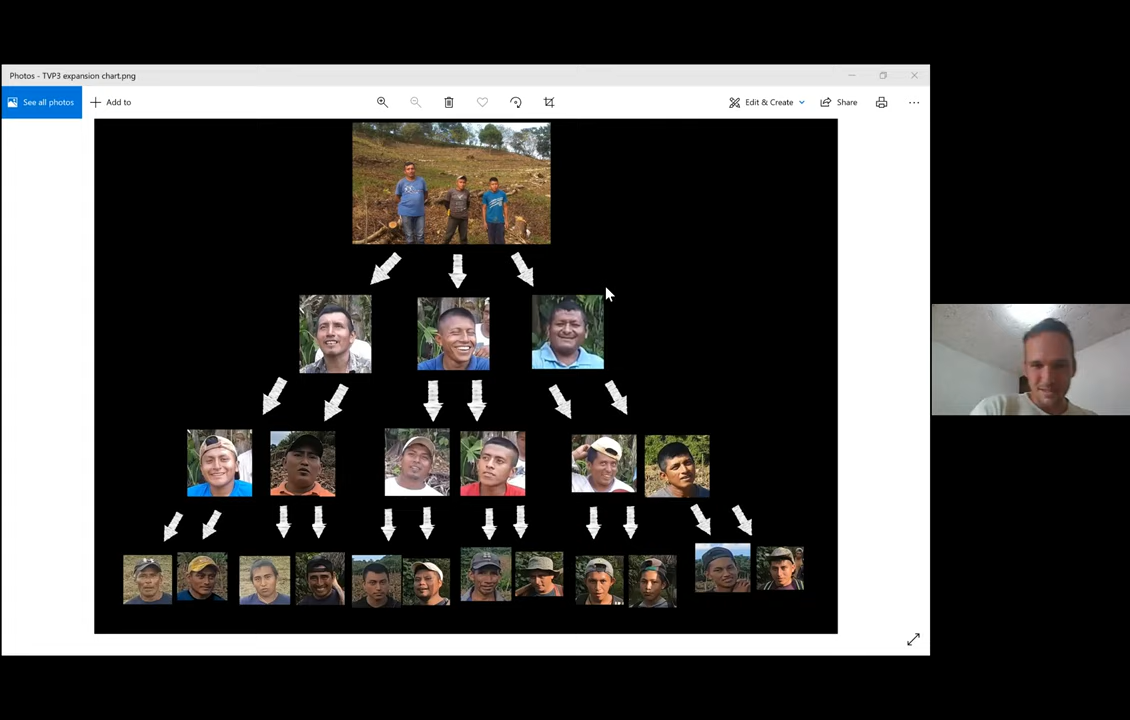 Photos - TVP3 expansion chart.png
See all photos
Add to
Edit & Create
Share